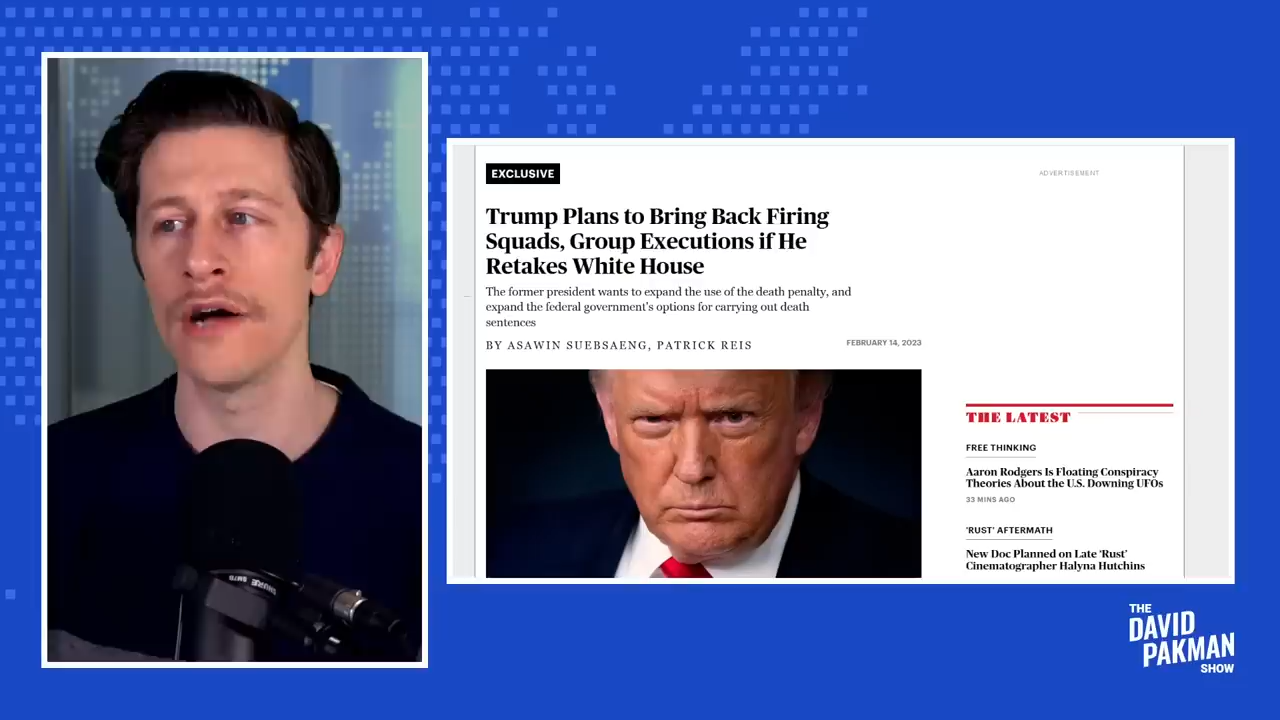 EXCLUSIVE
ADVERTISEMENT
Trump Plans to Bring Back Firing
Squads, Group Executions if He
Retakes White House
The former president wants to expand the use of the death penalty, and
expand the federal government's options for carrying out death
sentences
BY ASAWIN SUEBSAENG, PATRICK REIS
FEBRUARY 14, 2023
THE LATEST
FREE THINKING
Aaron Rodgers Is Floating Conspiracy
Theories About the U.S. Downing UFOs
33 MINS AGO
'RUST' AFTERMATH
New Doc Planned on Late 'Rust'
Cinematographer Halyna Hutchins
SHURE SM7B
THE
DAVID
PAKMAN
SHOW